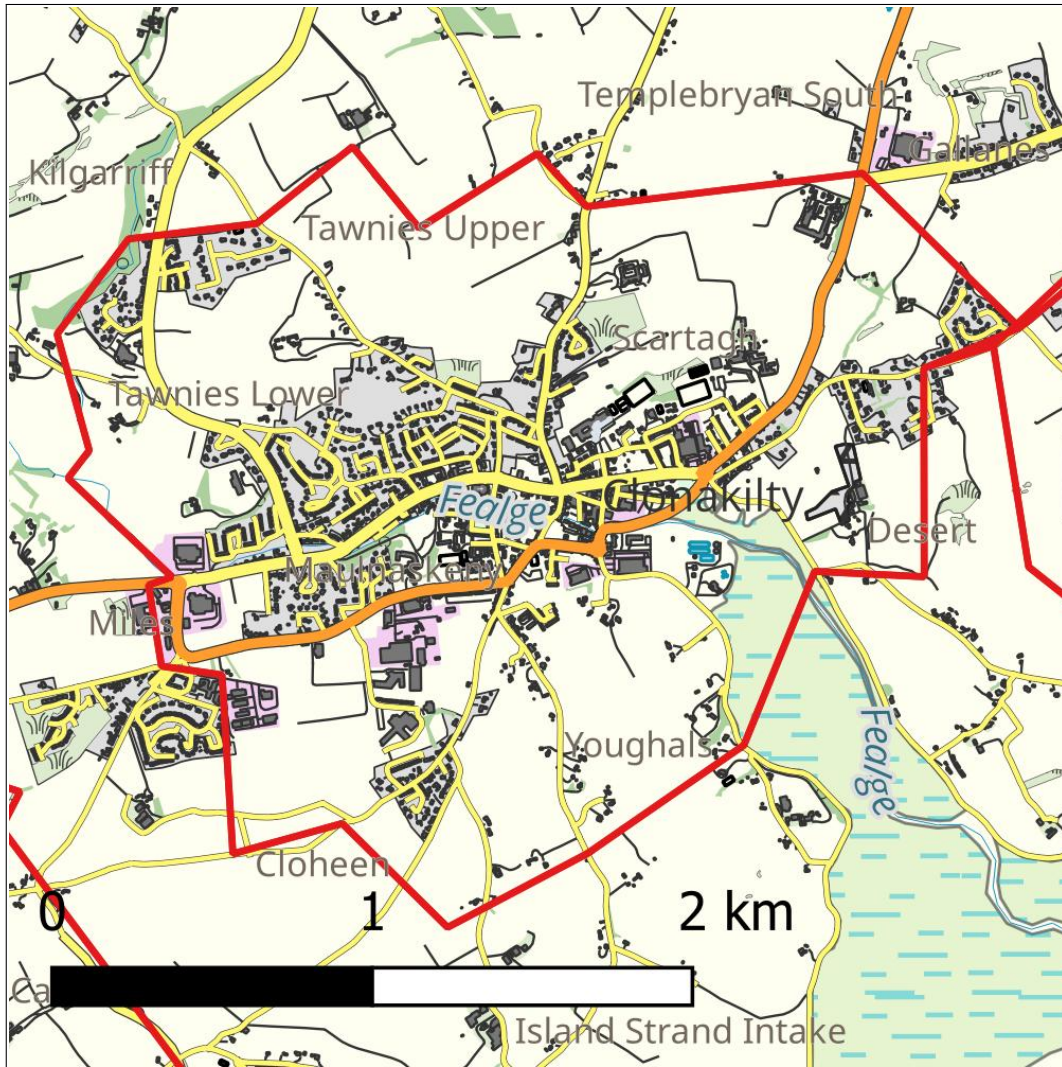 Templebryan South
Gallanes
Kilgarriff
Tawnies Upper
Scartagh
Tawnies Lower
Clonakilty
Fealge
Desert
Miles
Youghals
Fealge
Cloheen
0 1 2 km
Ca
Island Strand Intake